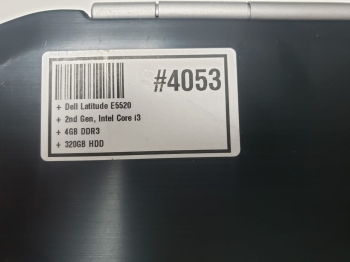 #4053
+ Dell Latitude E5520
+ 2nd Gen, Intel Core i3
+ 4GB DDR3
+ 320GB HDD